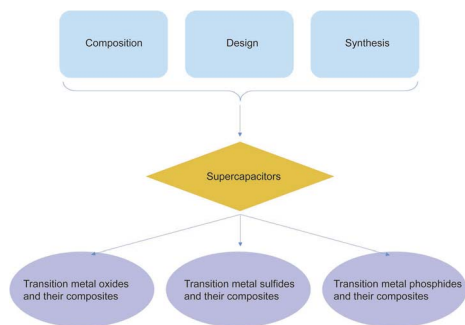 Composition
Design
Synthesis
Supercapacitors
Transition metal oxides
and their composites
Transition metal sulfides
and their composites
Transition metal phosphides
and their composites